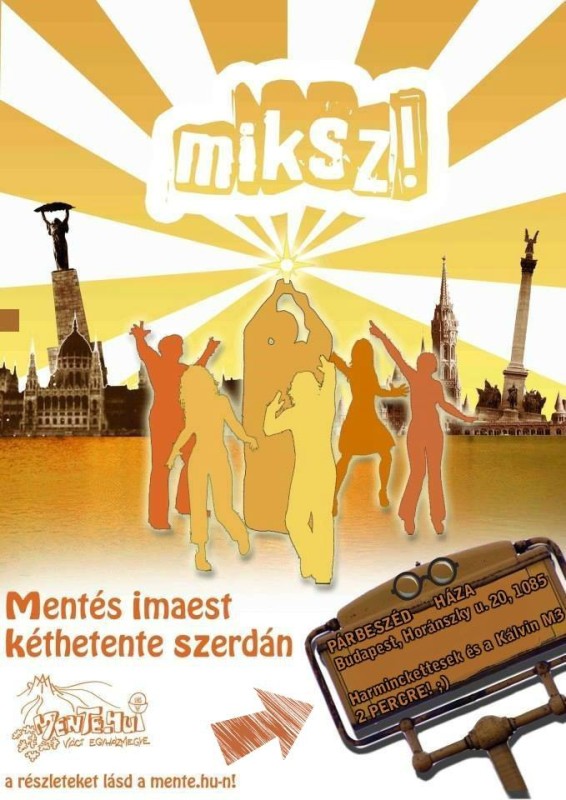 mikSz!
Mentés imaest
kéthetente szerdán
PÁRBESZÉD HÁZA
Budapest, Horánszky u. 20, 1085
Harminckettesek és a Kálvin M3
2 PERCRE! ;)
MENTE.HU
VÁCI EGYHÁZMEGYE
a részleteket lásd a mente.hu-n!